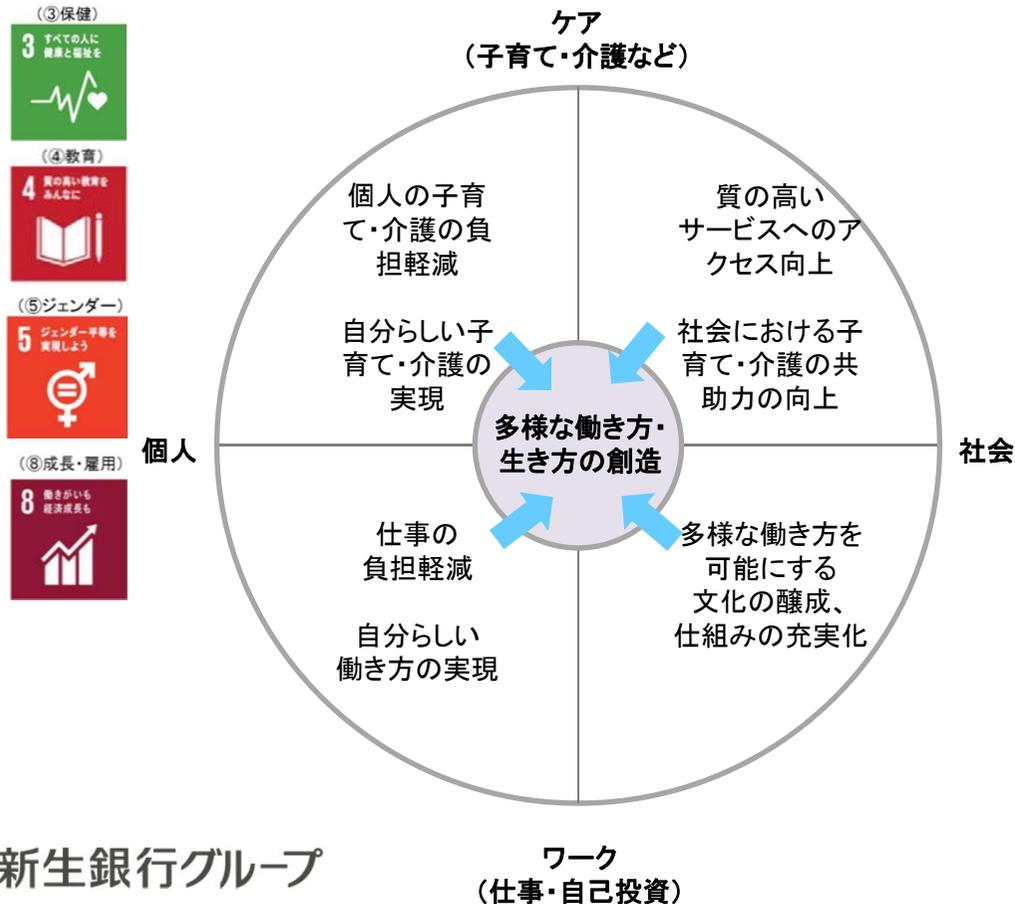 (③保健)
3 すべての人に
健康と福祉を
(④教育)
4 質の高い教育を
みんなに
(⑤ジェンダー)
5 ジェンダー平等を
実現しよう
(⑧成長・雇用)
8 働きがいも
経済成長も
ケア
(子育て・介護など)
個人の子育
て・介護の負
担軽減
自分らしい子
育て・介護の
実現
質の高い
サービスへのア
クセス向上
社会における子
育て・介護の共
助力の向上
個人
多様な働き方・
生き方の創造
社会
仕事の
負担軽減
自分らしい
働き方の実現
多様な働き方を
可能にする
文化の醸成、
仕組みの充実化
ワーク
(仕事・自己投資)
新生銀行グループ